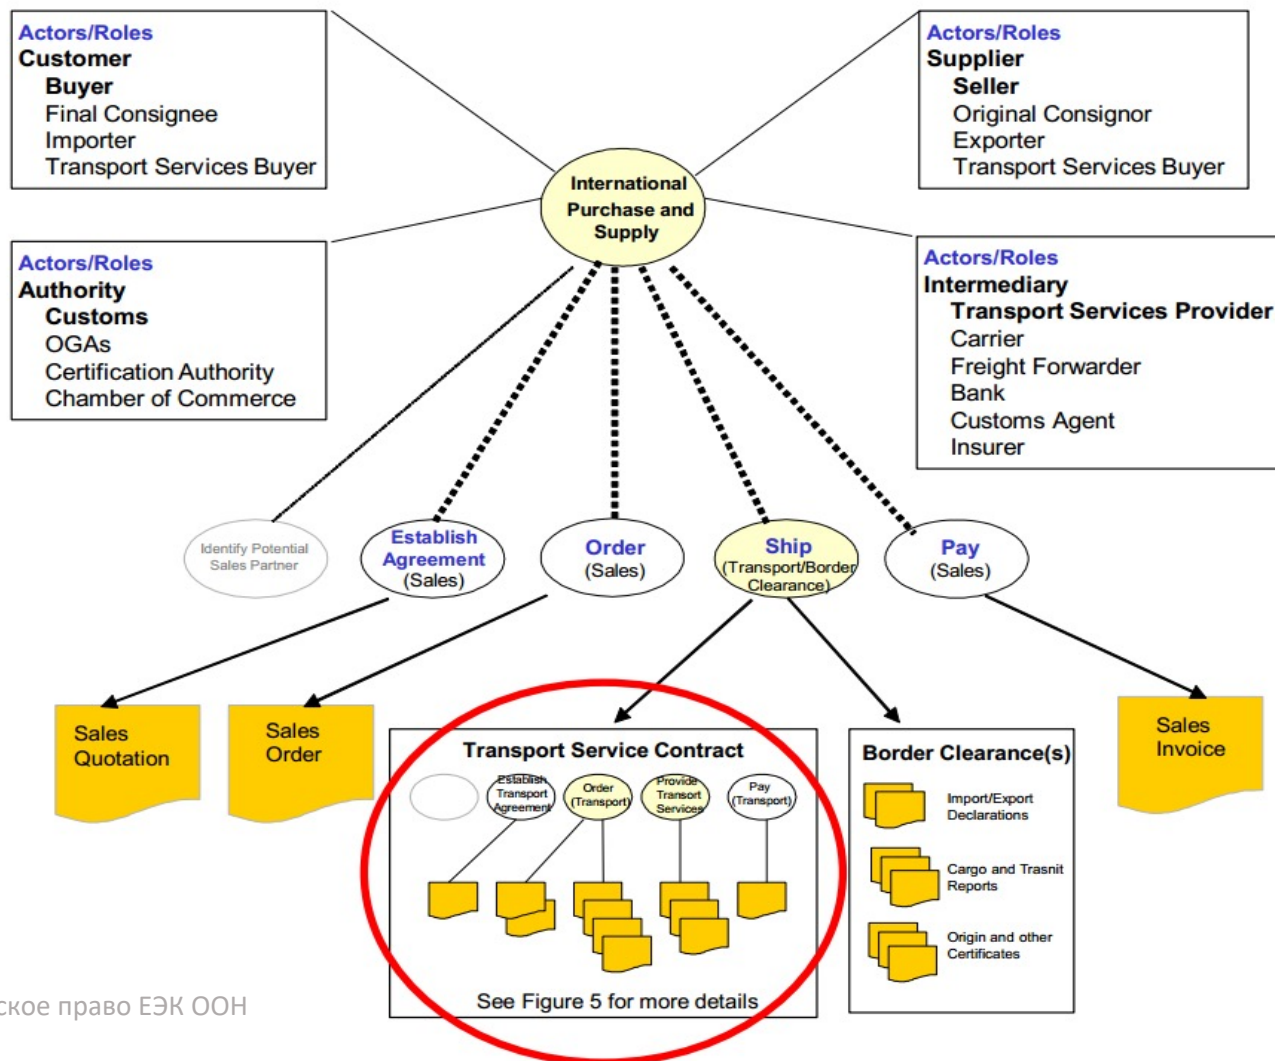 Actors/Roles
Customer
Buyer
Final Consignee
Importer
Transport Services Buyer
Actors/Roles
Supplier
Seller
Original Consignor
Exporter
Transport Services Buyer
International
Purchase and
Supply
Actors/Roles
Authority
Customs
OGAs
Certification Authority
Chamber of Commerce
Actors/Roles
Intermediary
Transport Services Provider
Carrier
Freight Forwarder
Bank
Customs Agent
Insurer
Identify Potential
Sales Partner
Establish
Agreement
(Sales)
Order
(Sales)
Ship
(Transport/Border
Clearance)
Pay
(Sales)
Sales
Quotation
Sales
Order
Transport Service Contract
Establish
Transport
Agreement
Order
(Transport)
Provide
Transort
Services
Pay
(Transport)
See Figure 5 for more details
Border Clearance(s)
Import/Export
Declarations
Cargo and Trasnit
Reports
Origin and other
Certificates
Sales
Invoice
ское право ЕЭК ООН